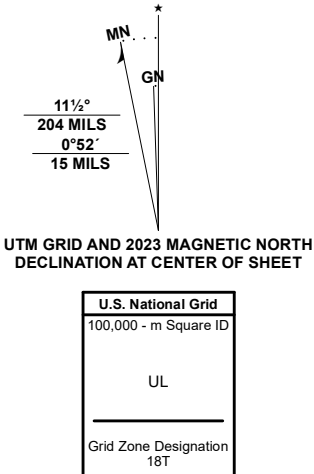 ★
MN
GN
11½°
204 MILS
0°52´
15 MILS
UTM GRID AND 2023 MAGNETIC NORTH
DECLINATION AT CENTER OF SHEET
U.S. National Grid
100,000 - m Square ID
UL
Grid Zone Designation
18T